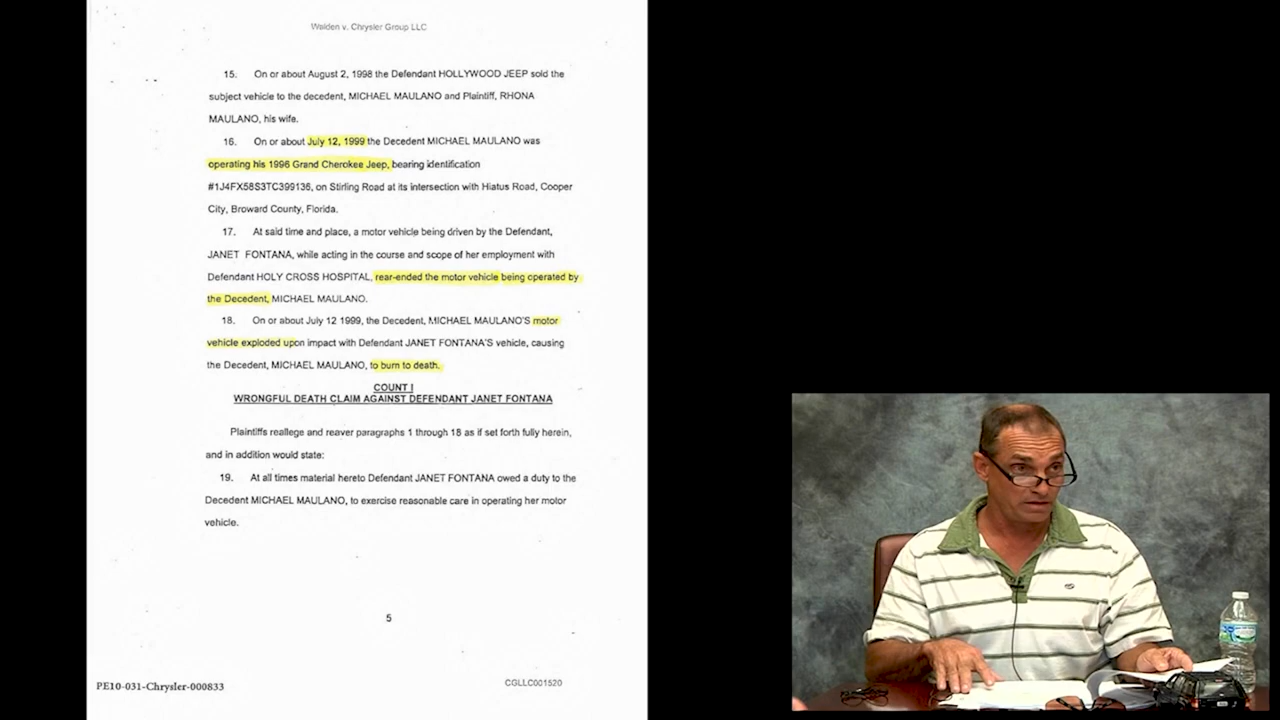 Walden v. Chrysler Group LLC
15. On or about August 2, 1998 the Defendant HOLLYWOOD JEEP sold the
subject vehicle to the decedent, MICHAEL MAULANO and Plaintiff, RHONA
MAULANO, his wife.
16. On or about July 12, 1999 the Decedent MICHAEL MAULANO was
operating his 1996 Grand Cherokee Jeep, bearing identification
#1J4FX58S3TC399136, on Stirling Road at its intersection with Hiatus Road, Cooper
City, Broward County, Florida.
17. At said time and place, a motor vehicle being driven by the Defendant,
JANET FONTANA, while acting in the course and scope of her employment with
Defendant HOLY CROSS HOSPITAL, rear-ended the motor vehicle being operated by
the Decedent, MICHAEL MAULANO.
18. On or about July 12 1999, the Decedent, MICHAEL MAULANO'S motor
vehicle exploded upon impact with Defendant JANET FONTANA'S vehicle, causing
the Decedent, MICHAEL MAULANO, to burn to death.
COUNT I
WRONGFUL DEATH CLAIM AGAINST DEFENDANT JANET FONTANA
Plaintiffs reallege and reaver paragraphs 1 through 18 as if set forth fully herein,
and in addition would state:
19. At all times material hereto Defendant JANET FONTANA owed a duty to the
Decedent MICHAEL MAULANO, to exercise reasonable care in operating her motor
vehicle.
5
PE10-031-Chrysler-000833
CGLLC001520